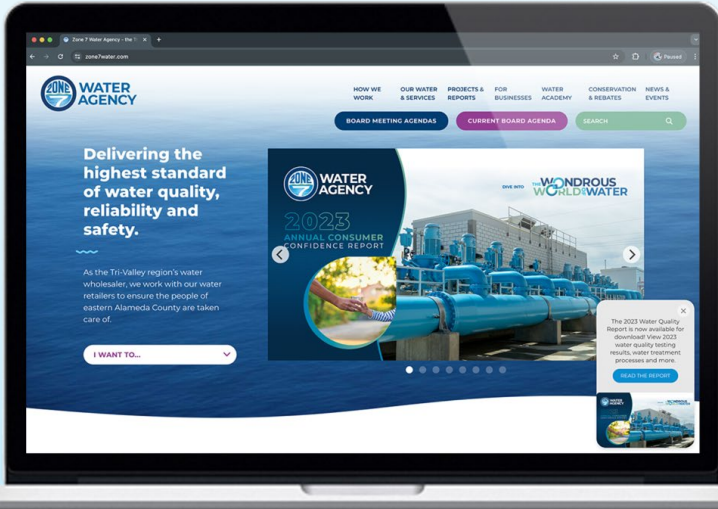 Zone 7 Water Agency - the Tr
zone7water.com
Paused
ZONE 7 WATER AGENCY
HOW WE WORK
OUR WATER & SERVICES
PROJECTS & REPORTS
FOR BUSINESSES
WATER ACADEMY
CONSERVATION & REBATES
NEWS & EVENTS
BOARD MEETING AGENDAS
CURRENT BOARD AGENDA
SEARCH
Delivering the
highest standard
of water quality,
reliability and
safety.
As the Tri-Valley region's water
wholesaler, we work with our water
retailers to ensure the people of
eastern Alameda County are taken
care of.
I WANT TO...
ZONE 7 WATER AGENCY
2023
ANNUAL CONSUMER
CONFIDENCE REPORT
DIVE INTO THE WONDROUS
WORLD OF WATER
The 2023 Water Quality
Report is now available for
download! View 2023
water quality testing
results, water treatment
processes and more.
READ THE REPORT